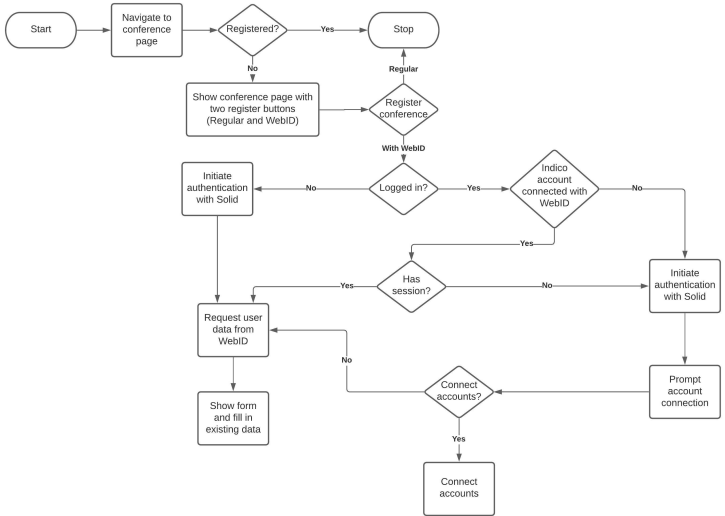 Start
Navigate to
conference
page
Registered?
Yes
Stop
No
Regular
Show conference page with
two register buttons
(Regular and WebID)
Register
conference
With WebID
Initiate
authentication
with Solid
No
Logged in?
Yes
Indico
account
connected with
WebID
No
Yes
Has
session?
Yes
No
Initiate
authentication
with Solid
Request user
data from
WebID
No
Connect
accounts?
Prompt
account
connection
Show form
and fill in
existing data
Yes
Connect
accounts